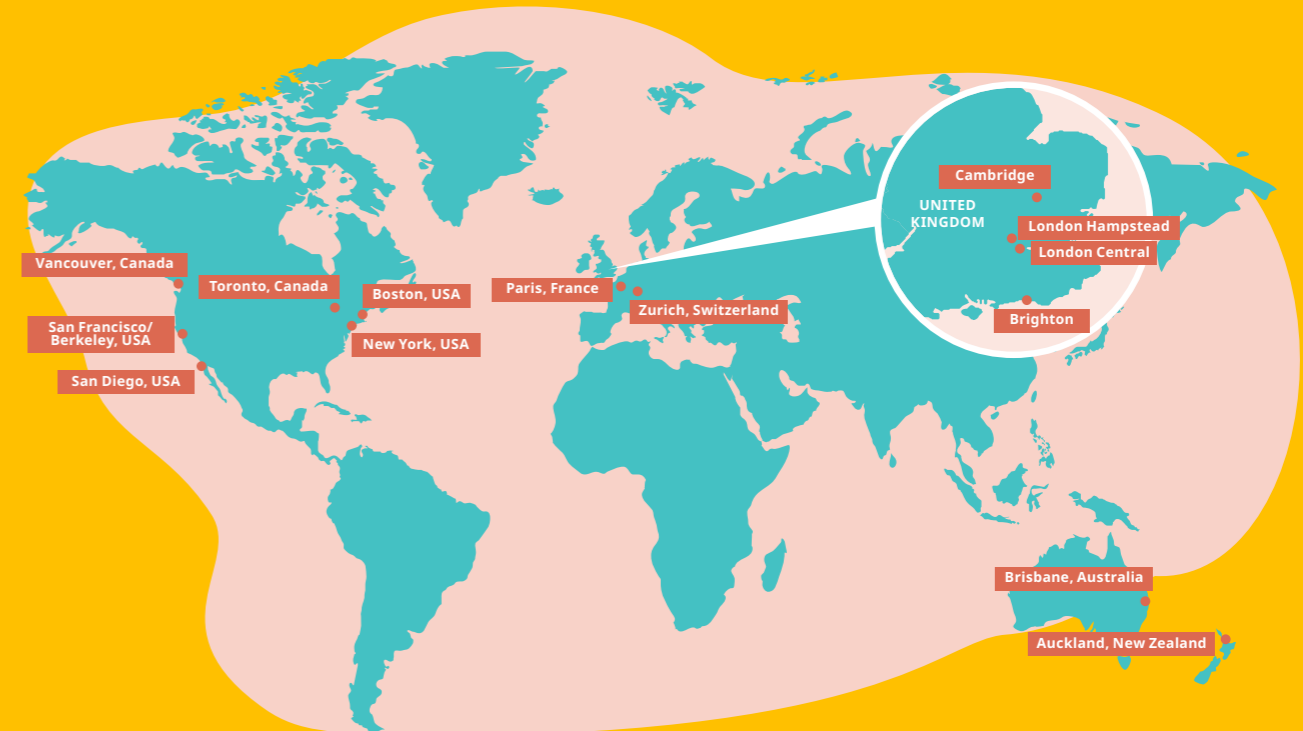 Cambridge
UNITED
KINGDOM
London Hampstead
London Central
Vancouver, Canada
Toronto, Canada
Boston, USA
Paris, France
Zurich, Switzerland
Brighton
San Francisco/
Berkeley, USA
New York, USA
San Diego, USA
Brisbane, Australia
Auckland, New Zealand